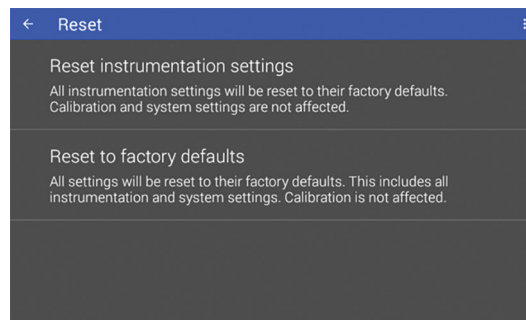 Reset
Reset instrumentation settings
All instrumentation settings will be reset to their factory defaults.
Calibration and system settings are not affected.
Reset to factory defaults
All settings will be reset to their factory defaults. This includes all
instrumentation and system settings. Calibration is not affected.